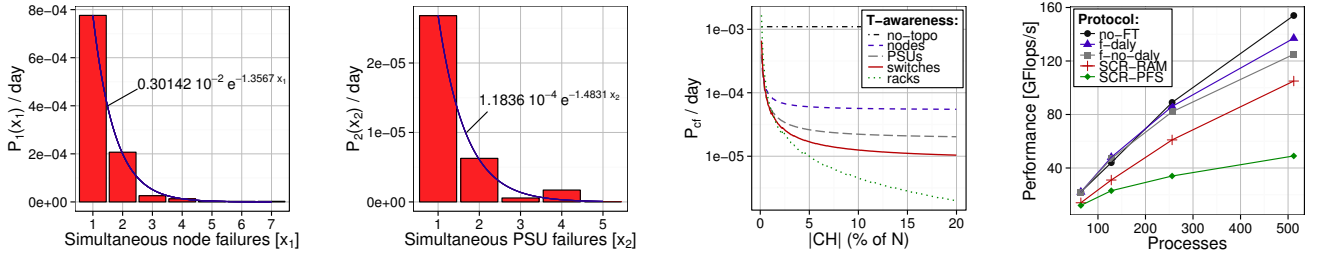 8e−04
6e−04
4e−04
2e−04
0e+00
P1(x1) / day
0.30142 10^-2 e^-1.3567 x1
1 2 3 4 5 6 7
Simultaneous node failures [x1]
2e−05
1e−05
0e+00
P2(x2) / day
1.1836 10^-4 e^-1.4831 x2
1 2 3 4 5
Simultaneous PSU failures [x2]
1e−03
1e−04
1e−05
Pcf / day
T−awareness:
no−topo
nodes
PSUs
switches
racks
0 5 10 15 20
|CH| (% of N)
160
120
80
40
Performance [GFlops/s]
Protocol:
no−FT
f−daly
f−no−daly
SCR−RAM
SCR−PFS
100 200 300 400 500
Processes